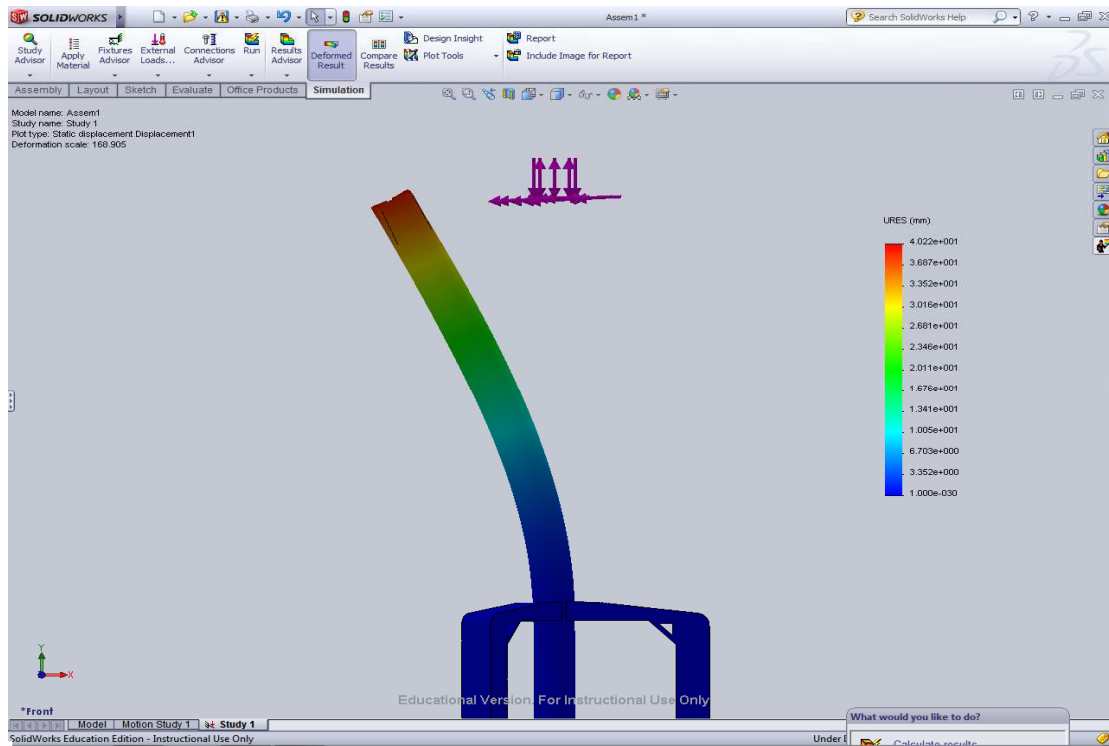 SOLIDWORKS
Assem1 *
Search SolidWorks Help
Study Advisor
Apply Material
Fixtures Advisor
External Loads...
Connections Advisor
Run
Results Advisor
Deformed Result
Compare Results
Design Insight
Plot Tools
Report
Include Image for Report
Assembly Layout Sketch Evaluate Office Products Simulation
Model name: Assem1
Study name: Study 1
Plot type: Static displacement Displacement1
Deformation scale: 168.905
URES (mm)
4.022e+001
3.687e+001
3.352e+001
3.016e+001
2.681e+001
2.346e+001
2.011e+001
1.676e+001
1.341e+001
1.005e+001
6.703e+000
3.352e+000
1.000e-030
Y
X
Educational Version. For Instructional Use Only
*Front
Model Motion Study 1 Study 1
What would you like to do?
SolidWorks Education Edition - Instructional Use Only
Under
Calculate results